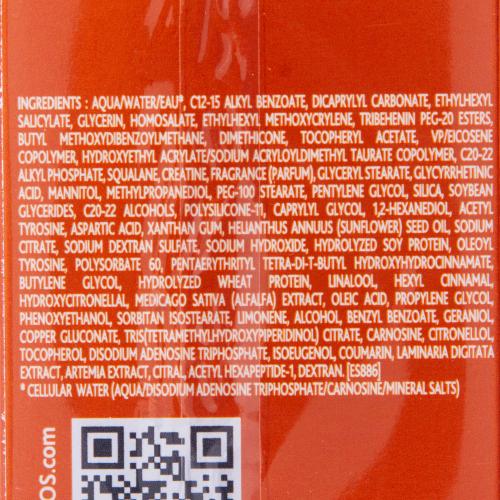 INGREDIENTS : AQUA/WATER/EAU*, C12-15 ALKYL BENZOATE, DICAPRYLYL CARBONATE, ETHYLHEXYL
SALICYLATE, GLYCERIN, HOMOSALATE, ETHYLHEXYL METHOXYCRYLENE, TRIBEHENIN PEG-20 ESTERS,
BUTYL METHOXYDIBENZOYLMETHANE, DIMETHICONE, TOCOPHERYL ACETATE, VP/EICOSENE
COPOLYMER, HYDROXYETHYL ACRYLATE/SODIUM ACRYLOYLDIMETHYL TAURATE COPOLYMER, C20-22
ALKYL PHOSPHATE, SQUALANE, CREATINE, FRAGRANCE (PARFUM), GLYCERYL STEARATE, GLYCYRRHETINIC
ACID, MANNITOL, METHYLPROPANEDIOL, PEG-100 STEARATE, PENTYLENE GLYCOL, SILICA, SOYBEAN
GLYCERIDES, C20-22 ALCOHOLS, POLYSILICONE-11, CAPRYLYL GLYCOL, 1,2-HEXANEDIOL, ACETYL
TYROSINE, ASPARTIC ACID, XANTHAN GUM, HELIANTHUS ANNUUS (SUNFLOWER) SEED OIL, SODIUM
CITRATE, SODIUM DEXTRAN SULFATE, SODIUM HYDROXIDE, HYDROLYZED SOY PROTEIN, OLEOYL
TYROSINE, POLYSORBATE 60, PENTAERYTHRITYL TETRA-DI-T-BUTYL HYDROXYHYDROCINNAMATE,
BUTYLENE GLYCOL, HYDROLYZED WHEAT PROTEIN, LINALOOL, HEXYL CINNAMAL,
HYDROXYCITRONELLAL, MEDICAGO SATIVA (ALFALFA) EXTRACT, OLEIC ACID, PROPYLENE GLYCOL,
PHENOXYETHANOL, SORBITAN ISOSTEARATE, LIMONENE, ALCOHOL, BENZYL BENZOATE, GERANIOL,
COPPER GLUCONATE, TRIS(TETRAMETHYLHYDROXYPIPERIDINOL) CITRATE, CARNOSINE, CITRONELLOL,
TOCOPHEROL, DISODIUM ADENOSINE TRIPHOSPHATE, ISOEUGENOL, COUMARIN, LAMINARIA DIGITATA
EXTRACT, ARTEMIA EXTRACT, CITRAL, ACETYL HEXAPEPTIDE-1, DEXTRAN. [ES886]
* CELLULAR WATER (AQUA/DISODIUM ADENOSINE TRIPHOSPHATE/CARNOSINE/MINERAL SALTS)
OS.com